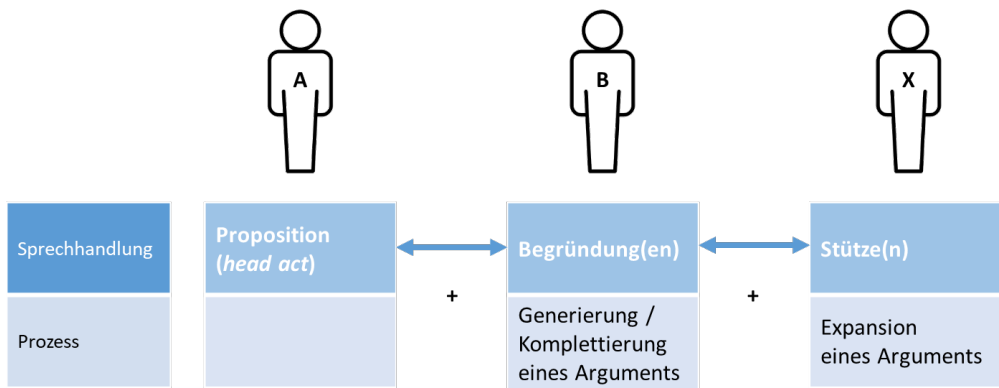 A
B
X
Sprechhandlung
Proposition
(head act)
Begründung(en)
Stütze(n)
+
+
Prozess
Generierung /
Komplettierung
eines Arguments
Expansion
eines Arguments